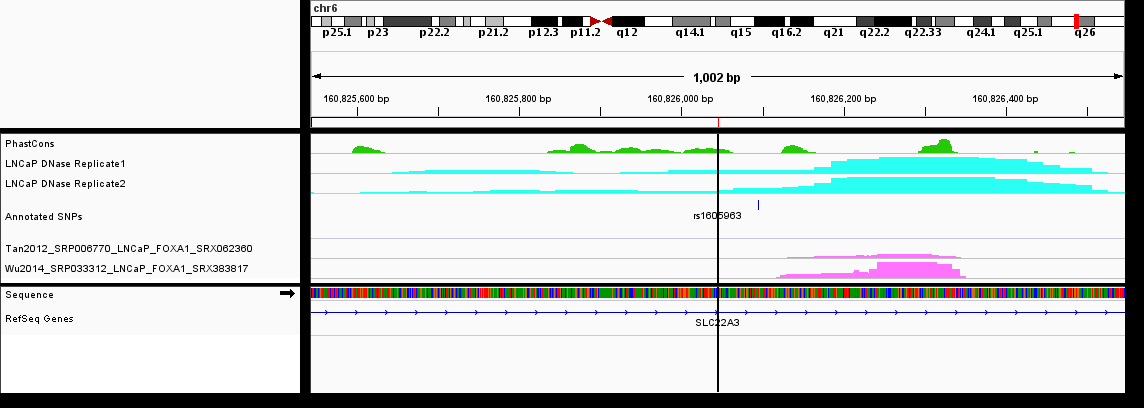 chr6
p25.1 p23 p22.2 p21.2 p12.3 p11.2 q12 q14.1 q15 q16.2 q21 q22.2 q22.33 q24.1 q25.1 q26
1,002 bp
160,825,600 bp 160,825,800 bp 160,826,000 bp 160,826,200 bp 160,826,400 bp
PhastCons
LNCaP DNase Replicate1
LNCaP DNase Replicate2
Annotated SNPs
rs1605963
Tan2012_SRP006770_LNCaP_FOXA1_SRX062360
Wu2014_SRP033312_LNCaP_FOXA1_SRX383817
Sequence
RefSeq Genes
SLC22A3